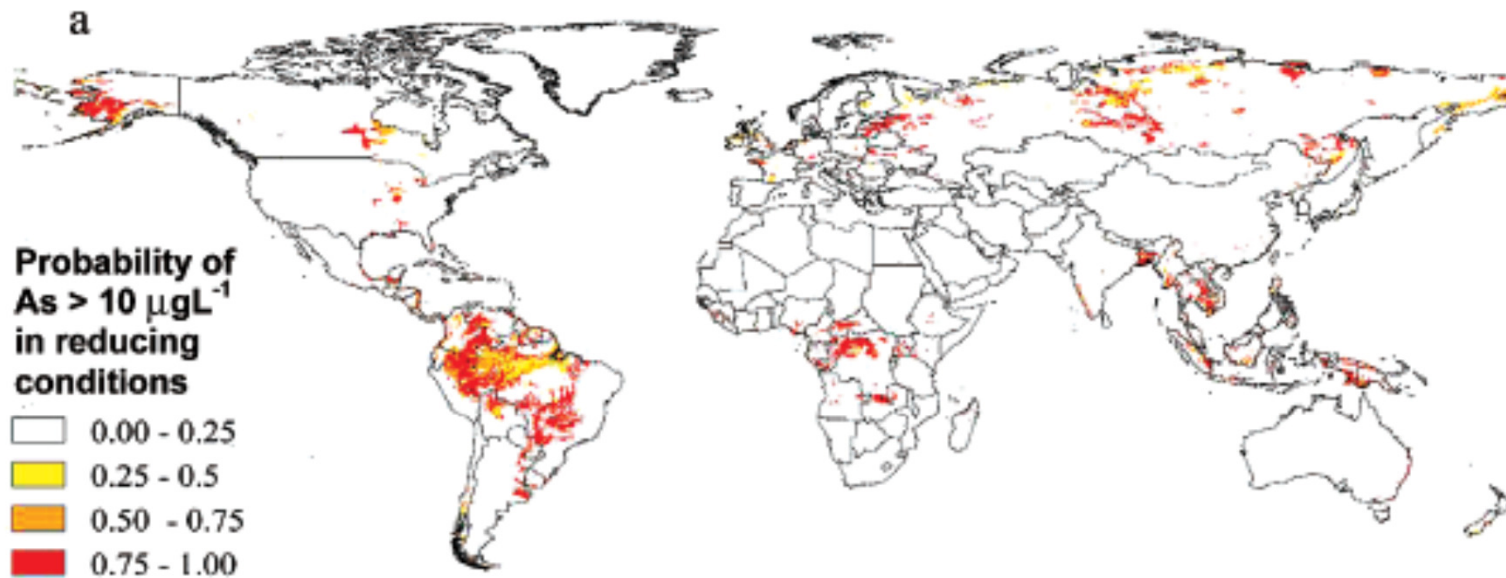 a
Probability of
As > 10 µgL⁻¹
in reducing
conditions
0.00 - 0.25
0.25 - 0.5
0.50 - 0.75
0.75 - 1.00